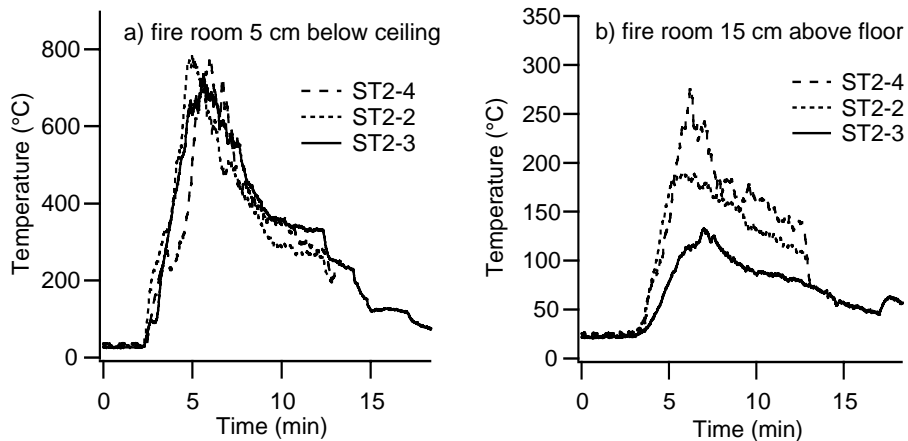 a) fire room 5 cm below ceiling
ST2-4
ST2-2
ST2-3
800
600
400
200
0
Temperature (°C)
0
5
10
15
Time (min)
b) fire room 15 cm above floor
ST2-4
ST2-2
ST2-3
350
300
250
200
150
100
50
0
Temperature (°C)
0
5
10
15
Time (min)